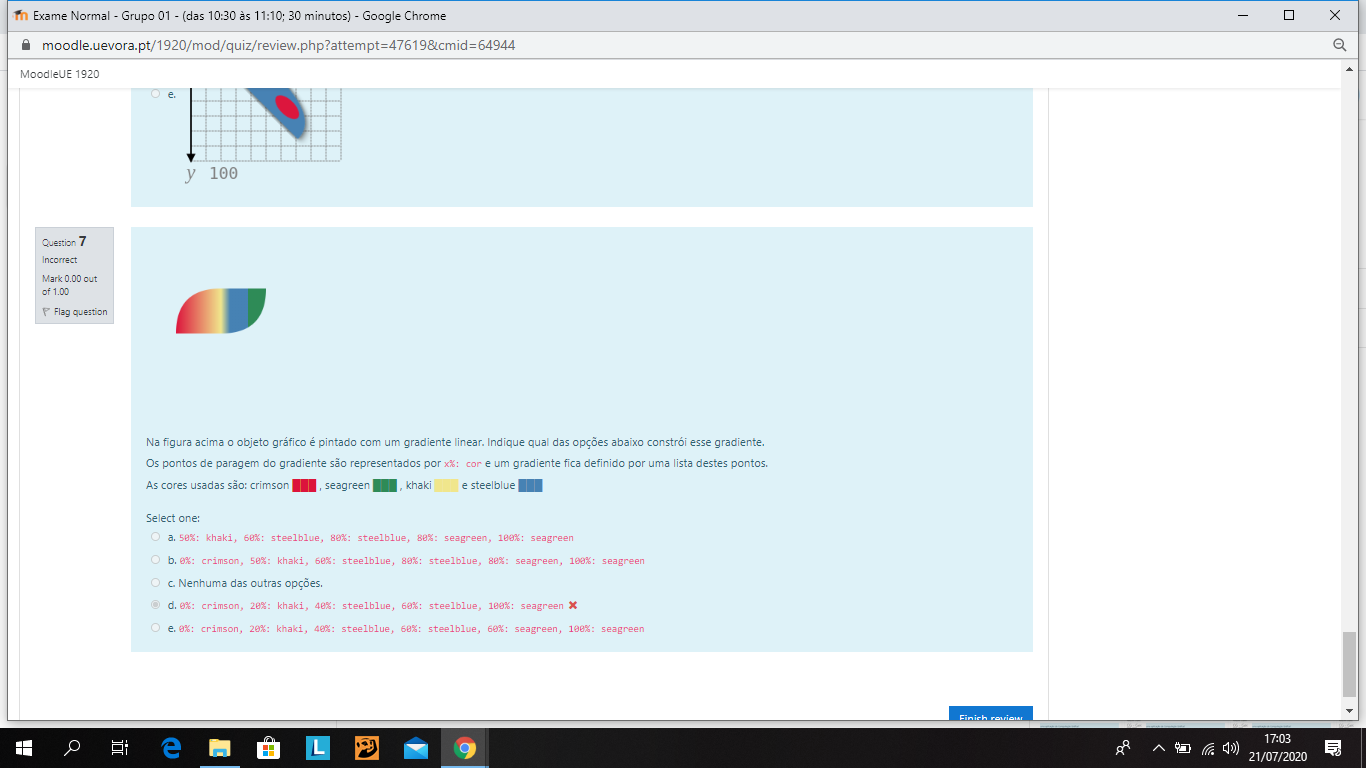 Exame Normal - Grupo 01 - (das 10:30 às 11:10; 30 minutos) - Google Chrome
moodle.uevora.pt/1920/mod/quiz/review.php?attempt=47619&cmid=64944
MoodleUE 1920
e.
y 100
Question 7
Incorrect
Mark 0.00 out
of 1.00
Flag question
Na figura acima o objeto gráfico é pintado com um gradiente linear. Indique qual das opções abaixo constrói esse gradiente.
Os pontos de paragem do gradiente são representados por x%: cor e um gradiente fica definido por uma lista destes pontos.
As cores usadas são: crimson , seagreen , khaki e steelblue
Select one:
a. 50%: khaki, 60%: steelblue, 80%: steelblue, 80%: seagreen, 100%: seagreen
b. 0%: crimson, 50%: khaki, 60%: steelblue, 80%: steelblue, 80%: seagreen, 100%: seagreen
c. Nenhuma das outras opções.
d. 0%: crimson, 20%: khaki, 40%: steelblue, 60%: steelblue, 100%: seagreen
e. 0%: crimson, 20%: khaki, 40%: steelblue, 60%: steelblue, 60%: seagreen, 100%: seagreen
Finish review
L
17:03
21/07/2020